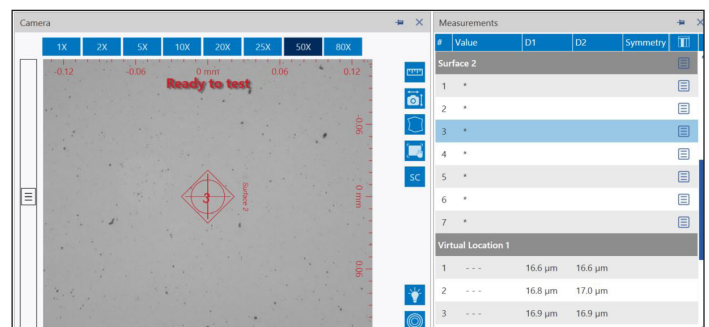 Camera
1X 2X 5X 10X 20X 25X 50X 80X
-0.12 -0.06 0 mm 0.06 0.12
Ready to test
-0.06
0 mm
0.06
3
Surface 2
SC
Measurements
# Value D1 D2 Symmetry
Surface 2
1 *
2 *
3 *
4 *
5 *
6 *
7 *
Virtual Location 1
1 - - - 16.6 µm 16.6 µm
2 - - - 16.8 µm 17.0 µm
3 - - - 16.9 µm 16.9 µm